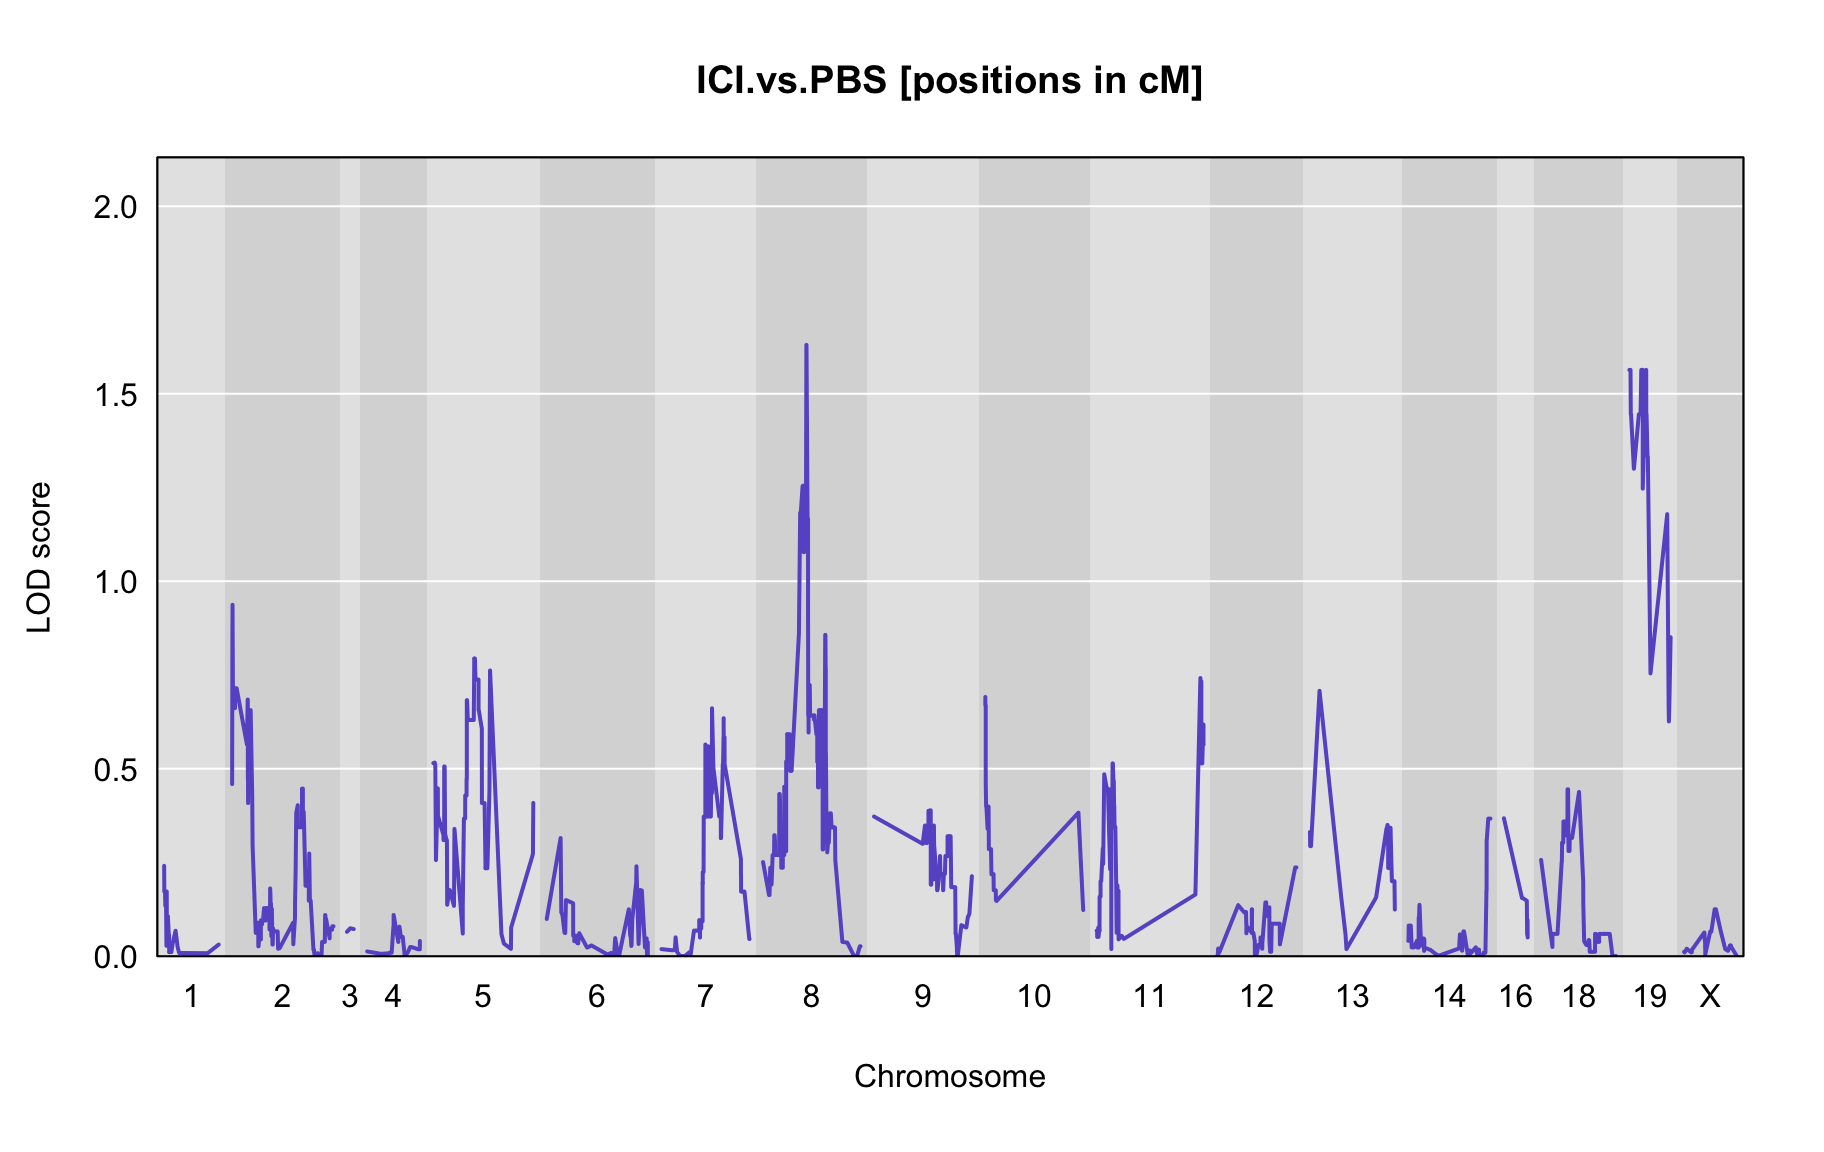 ICI.vs.PBS [positions in cM]
LOD score
2.0
1.5
1.0
0.5
0.0
1 2 3 4 5 6 7 8 9 10 11 12 13 14 16 18 19 X
Chromosome